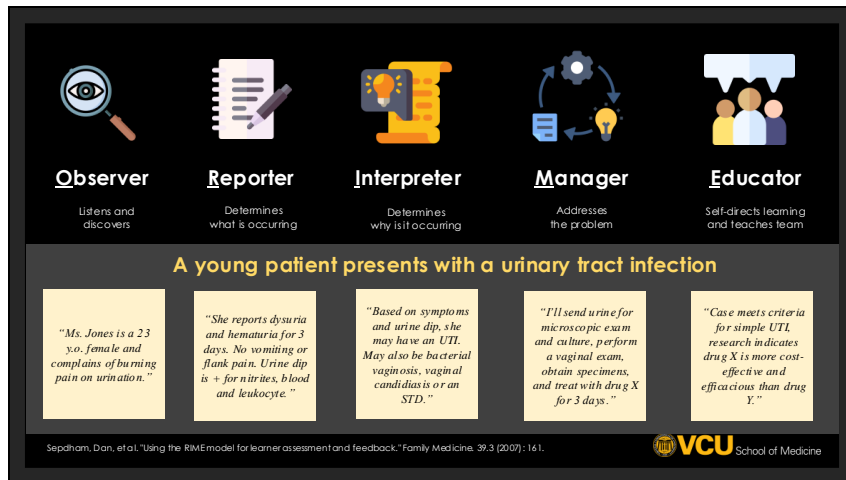 Observer
Listens and
discovers
Reporter
Determines
what is occurring
Interpreter
Determines
why is it occurring
Manager
Addresses
the problem
Educator
Self-directs learning
and teaches team
A young patient presents with a urinary tract infection
“Ms. Jones is a 23
y.o. female and
complains of burning
pain on urination.”
“She reports dysuria
and hematuria for 3
days. No vomiting or
flank pain. Urine dip
is + for nitrites, blood
and leukocyte.”
“Based on symptoms
and urine dip, she
may have an UTI.
May also be bacterial
vaginosis, vaginal
candidiasis or an
STD.”
“I'll send urine for
microscopic exam
and culture, perform
a vaginal exam,
obtain specimens,
and treat with drug X
for 3 days.”
“Case meets criteria
for simple UTI,
research indicates
drug X is more cost-
effective and
efficacious than drug
Y.”
Sepdham, Dan, et al. "Using the RIME model for learner assessment and feedback." Family Medicine. 39.3 (2007): 161.
VCU School of Medicine